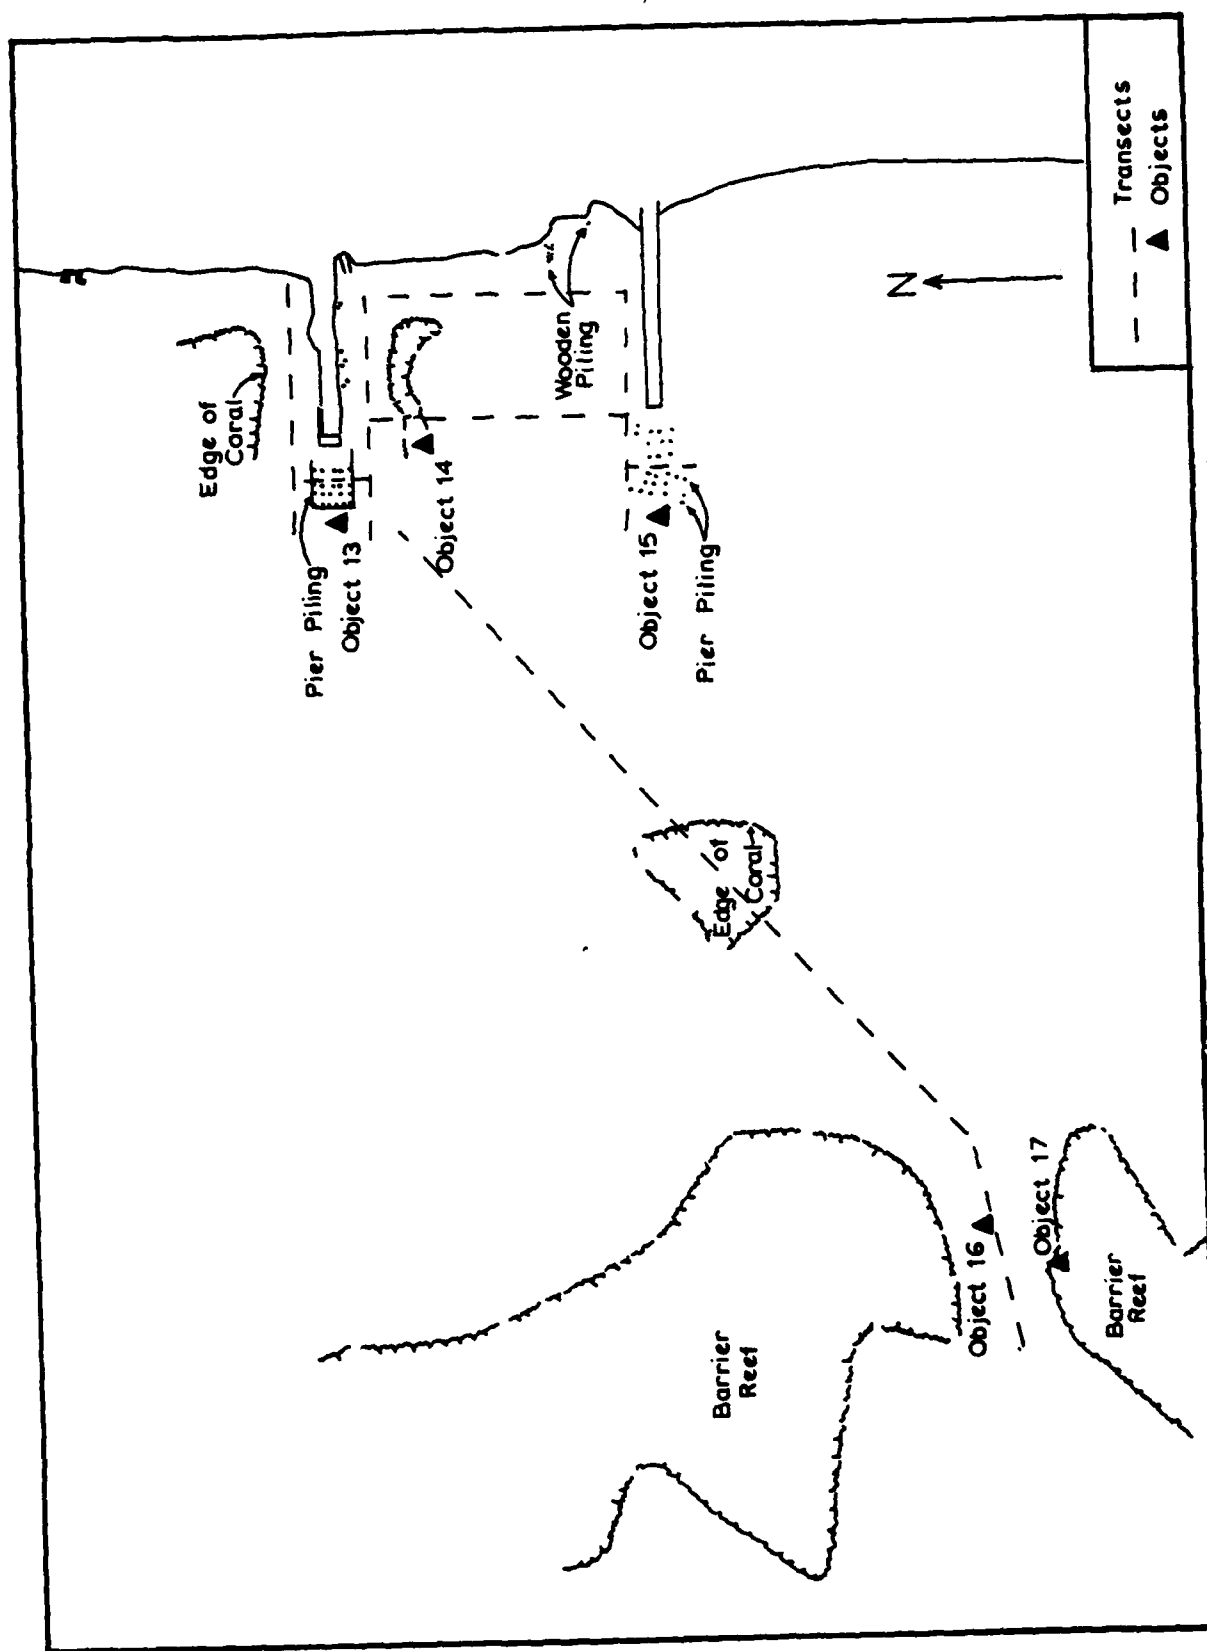 Transects
Objects
Edge of
Coral
Pier Piling
Object 13
Object 14
Wooden
Piling
N
Object 15
Pier Piling
Edge of
Coral
Object 16
Object 17
Barrier
Reef
Barrier
Reef